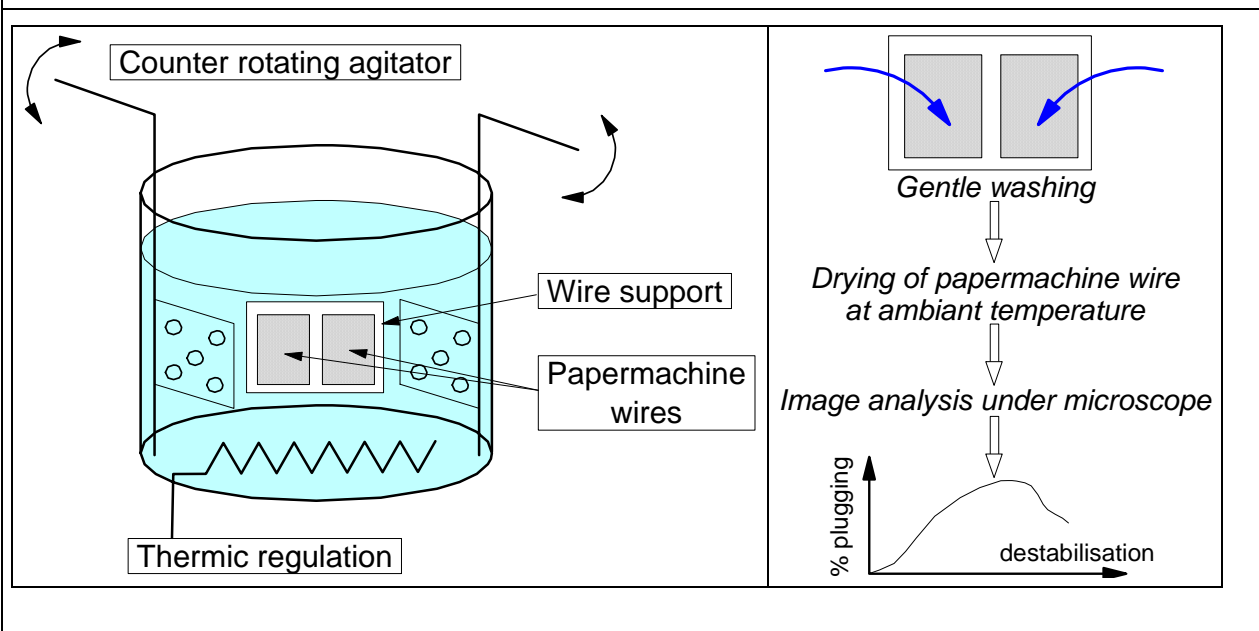 Counter rotating agitator
Wire support
Papermachine
wires
Thermic regulation
Gentle washing
Drying of papermachine wire
at ambiant temperature
Image analysis under microscope
% plugging
destabilisation